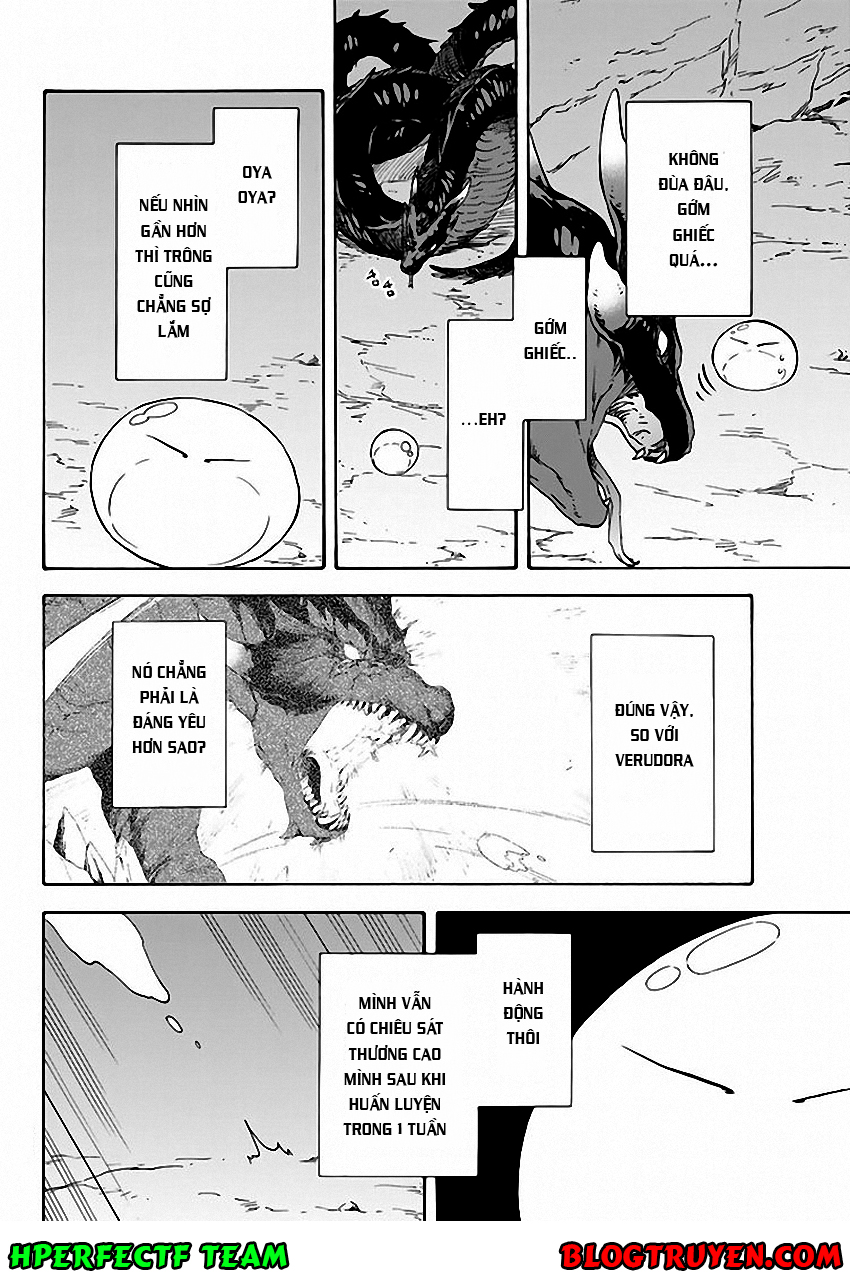 KHÔNG
ĐÙA ĐÂU,
GỚM
GHIẾC
QUÁ...
GỚM
GHIẾC..
...EH?
OYA
OYA?
NẾU NHÌN
GẦN HƠN
THÌ TRÔNG
CŨNG
CHẲNG SỢ
LẮM
ĐÚNG VẬY,
SO VỚI
VERUDORA
NÓ CHẲNG
PHẢI LÀ
ĐÁNG YÊU
HƠN SAO?
HÀNH
ĐỘNG
THÔI
MÌNH VẪN
CÓ CHIÊU SÁT
THƯƠNG CAO
MÌNH SAU KHI
HUẤN LUYỆN
TRONG 1 TUẦN
HPERFECTF TEAM
BLOGTRUYEN.COM